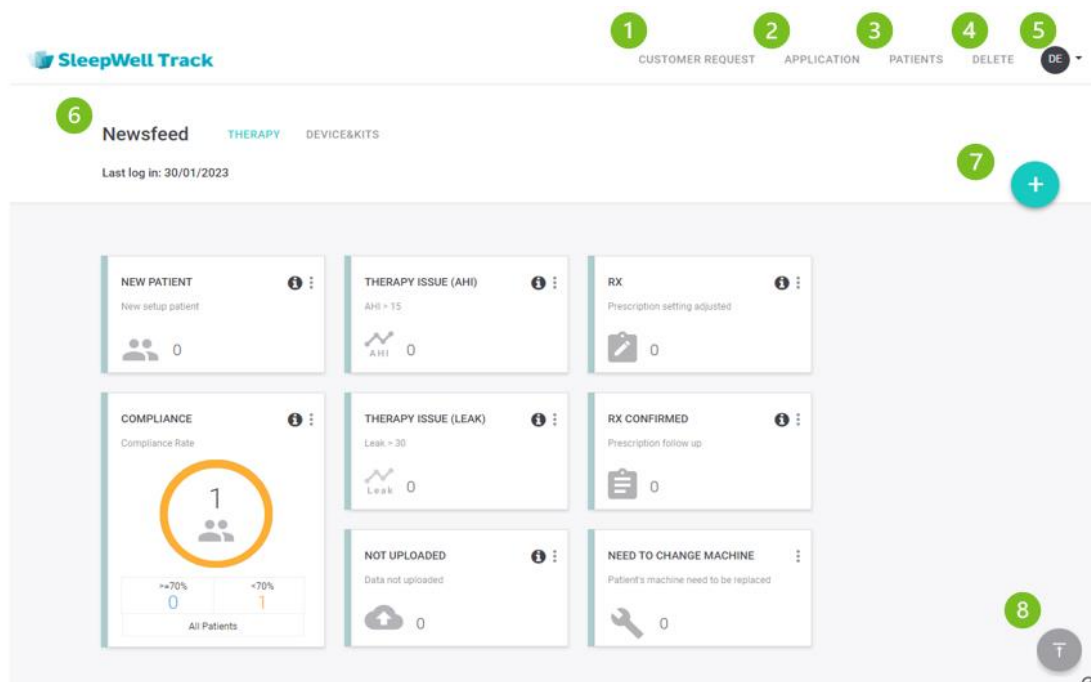 1 2 3 4 5
SleepWell Track CUSTOMER REQUEST APPLICATION PATIENTS DELETE DE
6
Newsfeed THERAPY DEVICE&KITS
7
Last log in: 30/01/2023
+
NEW PATIENT
New setup patient
0
THERAPY ISSUE (AHI)
AHI > 15
AHI 0
RX
Prescription setting adjusted
0
COMPLIANCE
Compliance Rate
1
>=70% <70%
0 1
All Patients
THERAPY ISSUE (LEAK)
Leak > 30
Leak 0
RX CONFIRMED
Prescription follow up
0
NOT UPLOADED
Data not uploaded
0
NEED TO CHANGE MACHINE
Patient's machine need to be replaced
0
8